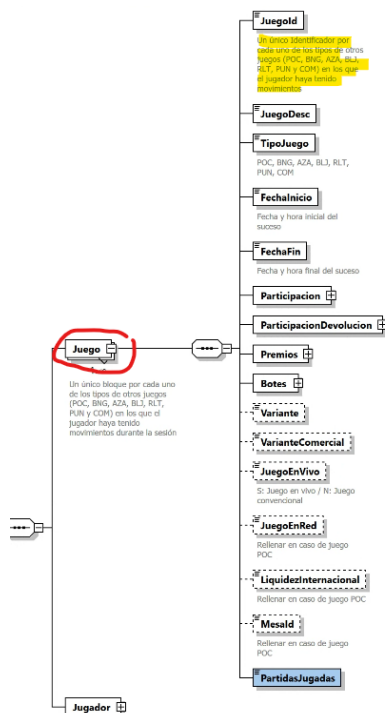 JuegoId
Un único Identificador por
cada uno de los tipos de otros
juegos (POC, BNG, AZA, BLJ,
RLT, PUN y COM) en los que
el jugador haya tenido
movimientos
JuegoDesc
TipoJuego
POC, BNG, AZA, BLJ, RLT,
PUN, COM
FechaInicio
Fecha y hora inicial del
suceso
FechaFin
Fecha y hora final del suceso
Participacion
ParticipacionDevolucion
Juego
Premios
Un único bloque por cada uno
de los tipos de otros juegos
(POC, BNG, AZA, BLJ, RLT,
PUN y COM) en los que el
jugador haya tenido
movimientos durante la sesión
Botes
Variante
VarianteComercial
JuegoEnVivo
S: Juego en vivo / N: Juego
convencional
JuegoEnRed
Rellenar en caso de juego
POC
LiquidezInternacional
Rellenar en caso de juego POC
MesaId
Rellenar en caso de juego
POC
PartidasJugadas
Jugador